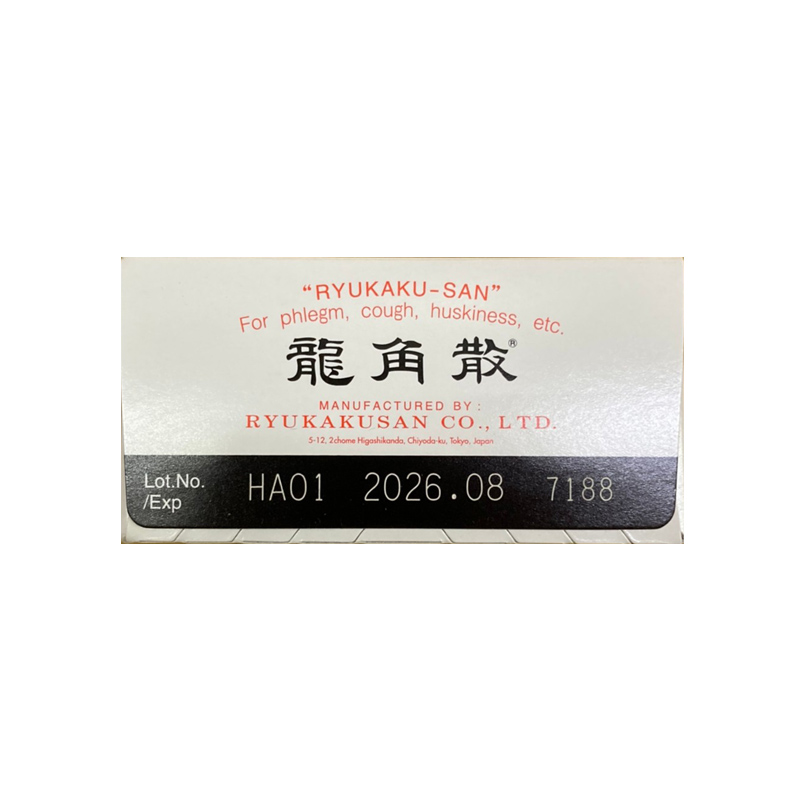 “RYUKAKU-SAN”
For phlegm, cough, huskiness, etc.
龍角散®
MANUFACTURED BY :
RYUKAKUSAN CO., LTD.
5-12, 2chome Higashikanda, Chiyoda-ku, Tokyo, Japan
Lot.No. HA01 2026.08 7188
/Exp